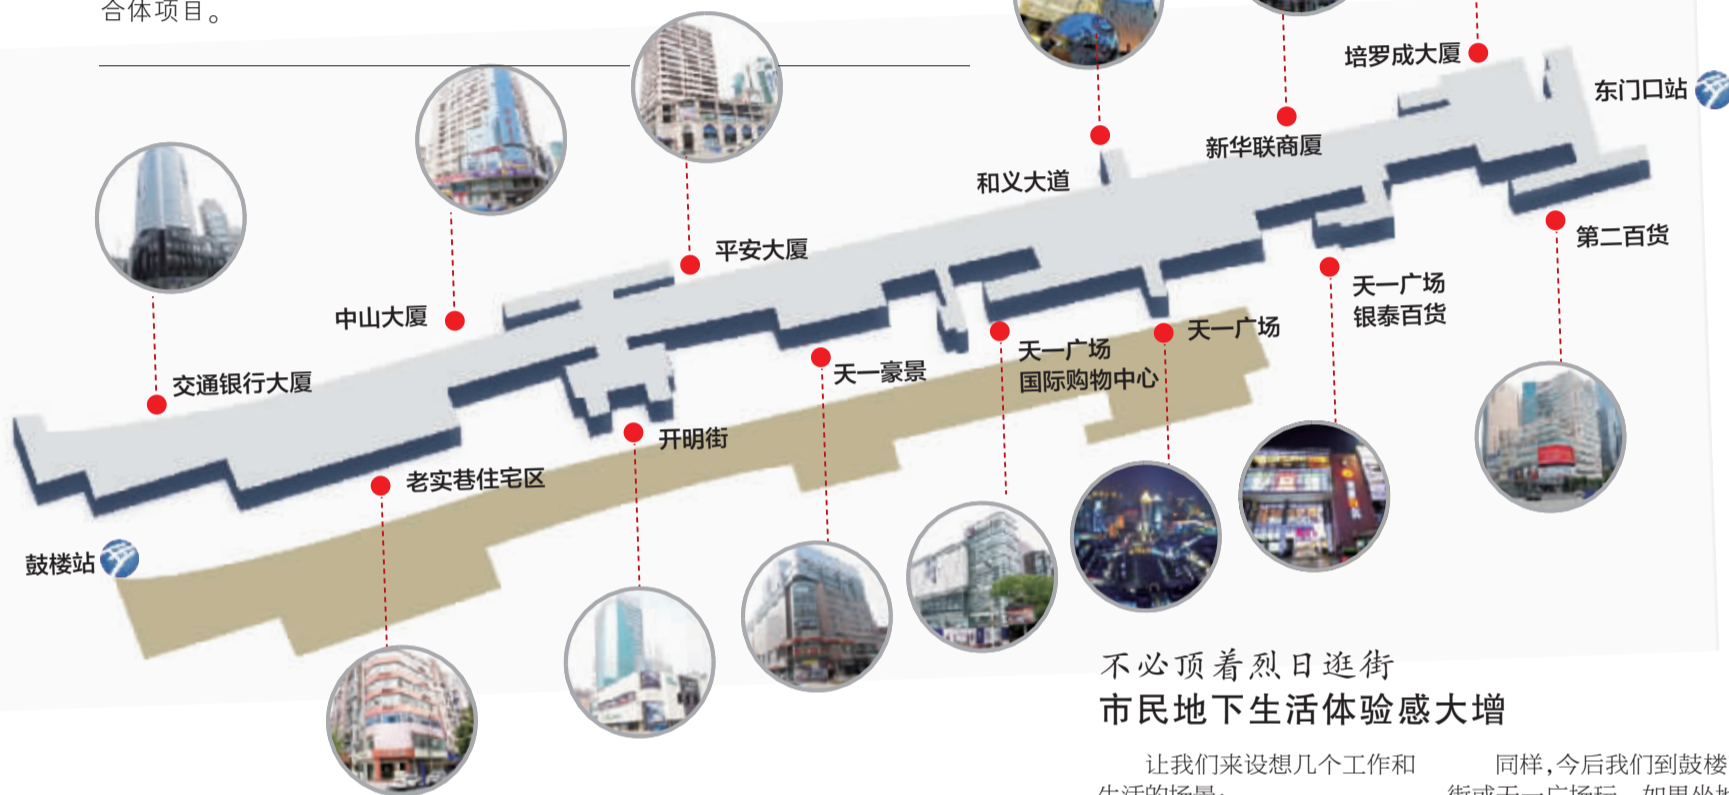 合体项目。
培罗成大厦
东门口站
新华联商厦
和义大道
第二百货
平安大厦
天一广场
银泰百货
中山大厦
天一广场
天一广场
国际购物中心
天一豪景
交通银行大厦
开明街
老实巷住宅区
鼓楼站
不必顶着烈日逛街
市民地下生活体验感大增
让我们来设想几个工作和
同样,今后我们到鼓楼